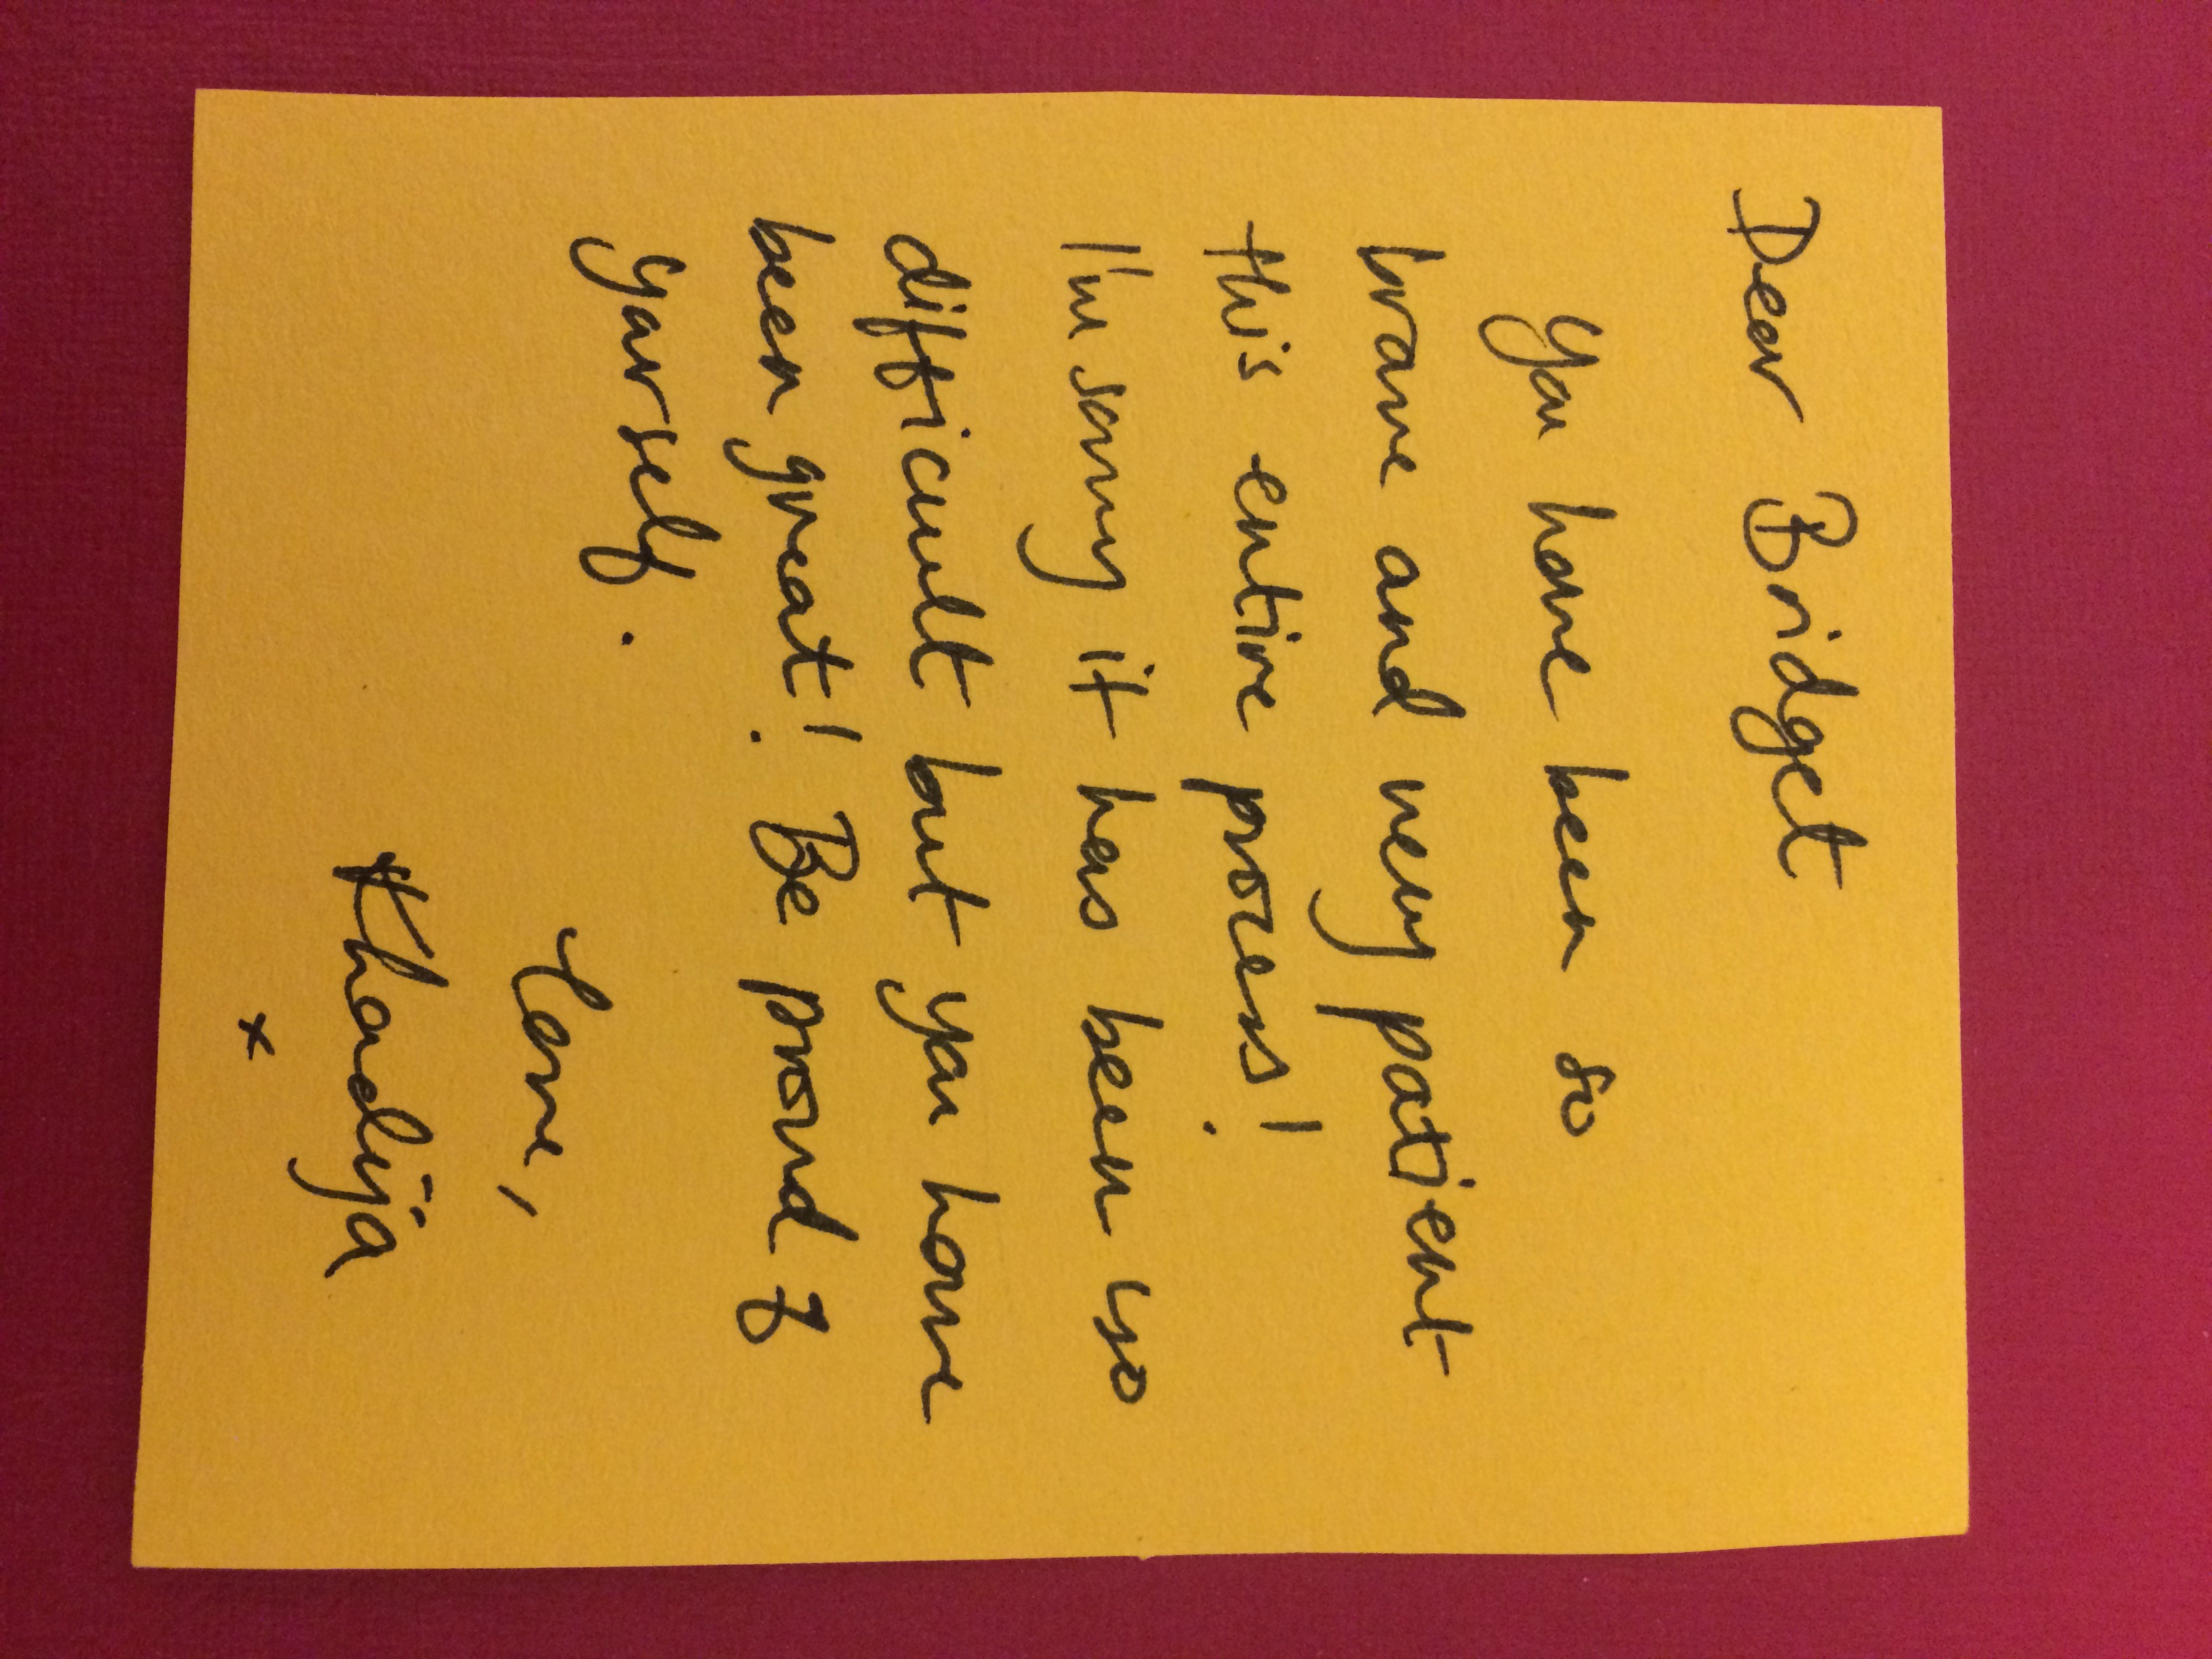 Dear Bridget
You have been so
brave and very patient
this entire process!
I'm sorry it has been so
difficult but you have
been great! Be proud of
yourself.
Love,
Khadija
x